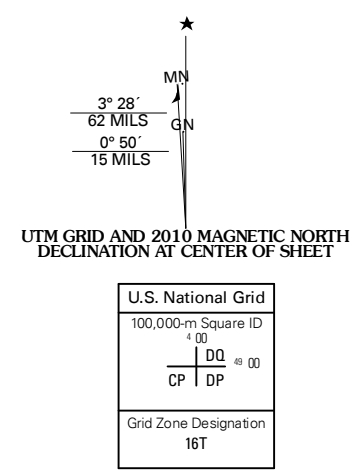 ★
MN
3° 28´
62 MILS
GN
0° 50´
15 MILS
UTM GRID AND 2010 MAGNETIC NORTH
DECLINATION AT CENTER OF SHEET
U.S. National Grid
100,000-m Square ID
4 00
DQ 49 00
CP DP
Grid Zone Designation
16T